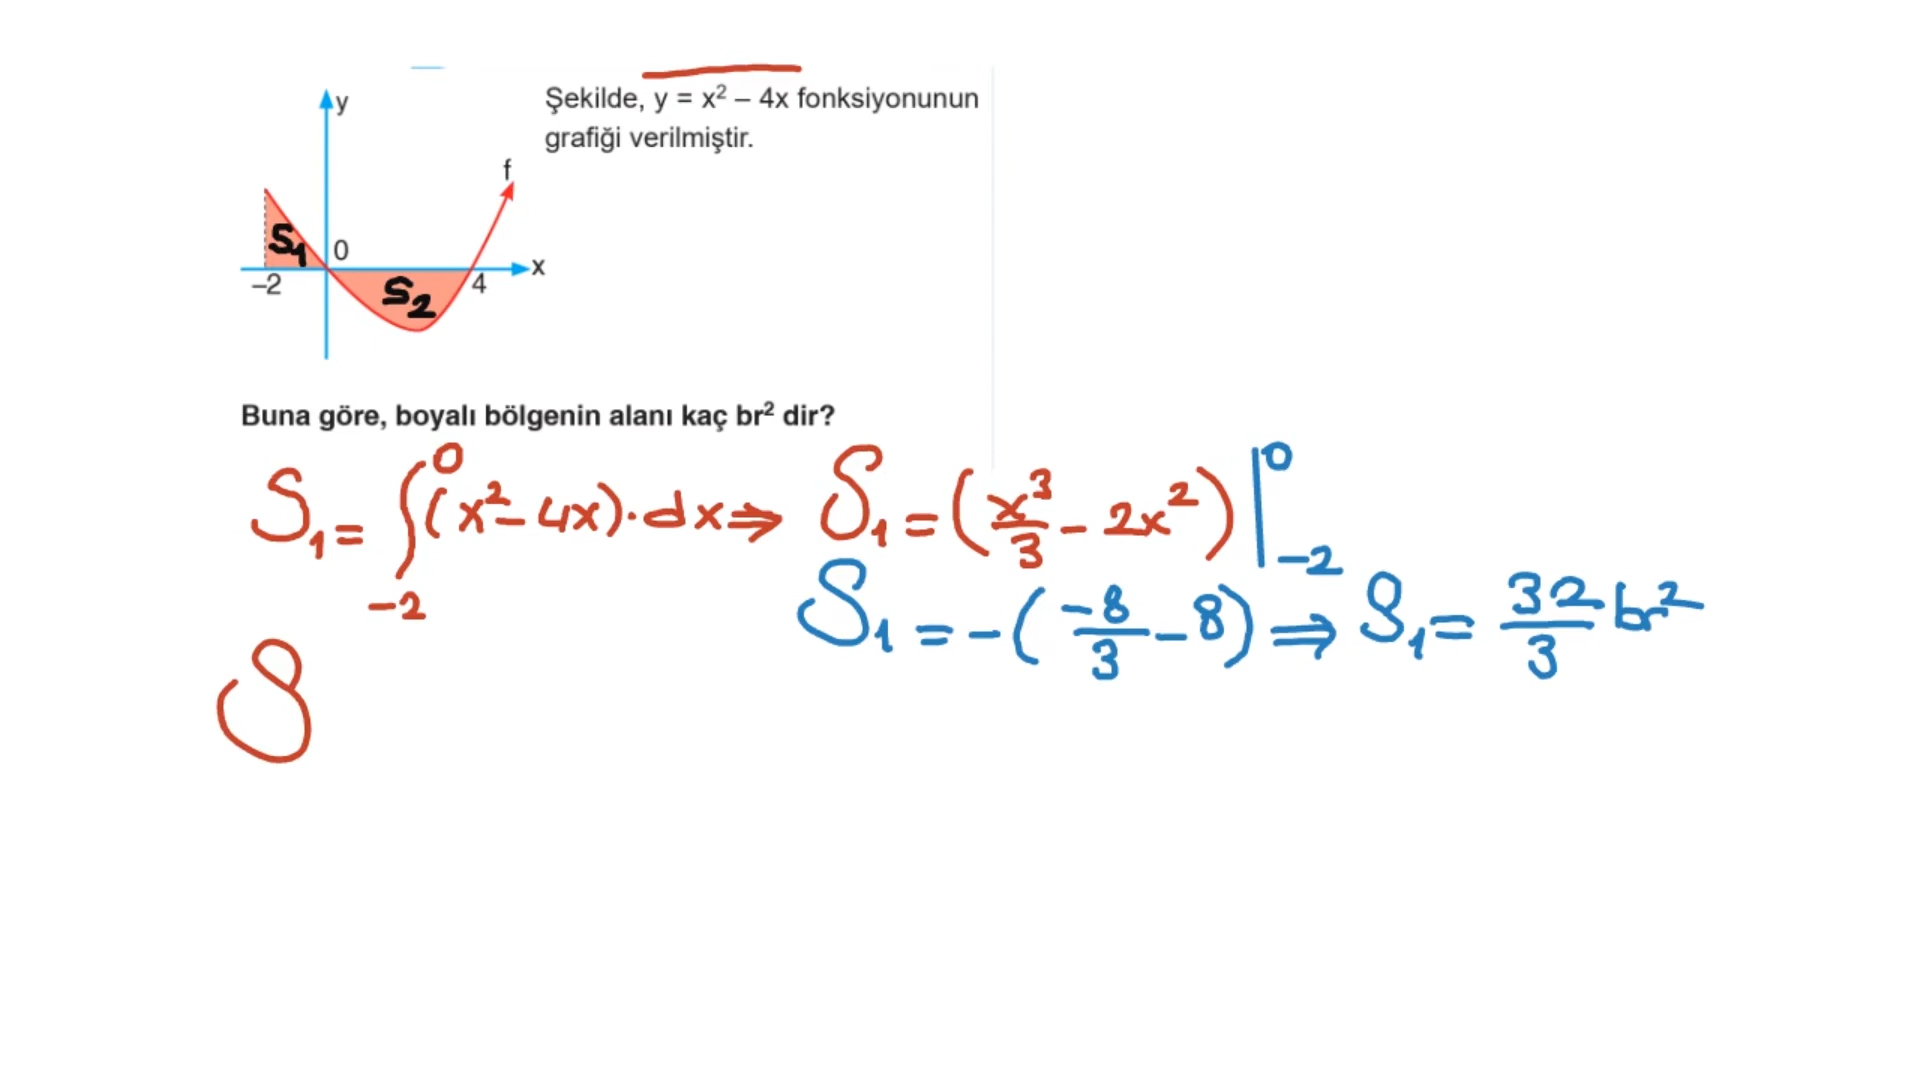 Şekilde, y = x² – 4x fonksiyonunun
grafiği verilmiştir.
y
f
S₁
0
x
–2
S₂
4
Buna göre, boyalı bölgenin alanı kaç br² dir?
S₁ = ∫₋₂⁰ (x² – 4x)·dx ⇒ S₁ = (x³/3 – 2x²)|₋₂⁰
S₁ = –(–8/3 – 8) ⇒ S₁ = 32/3 br²
S